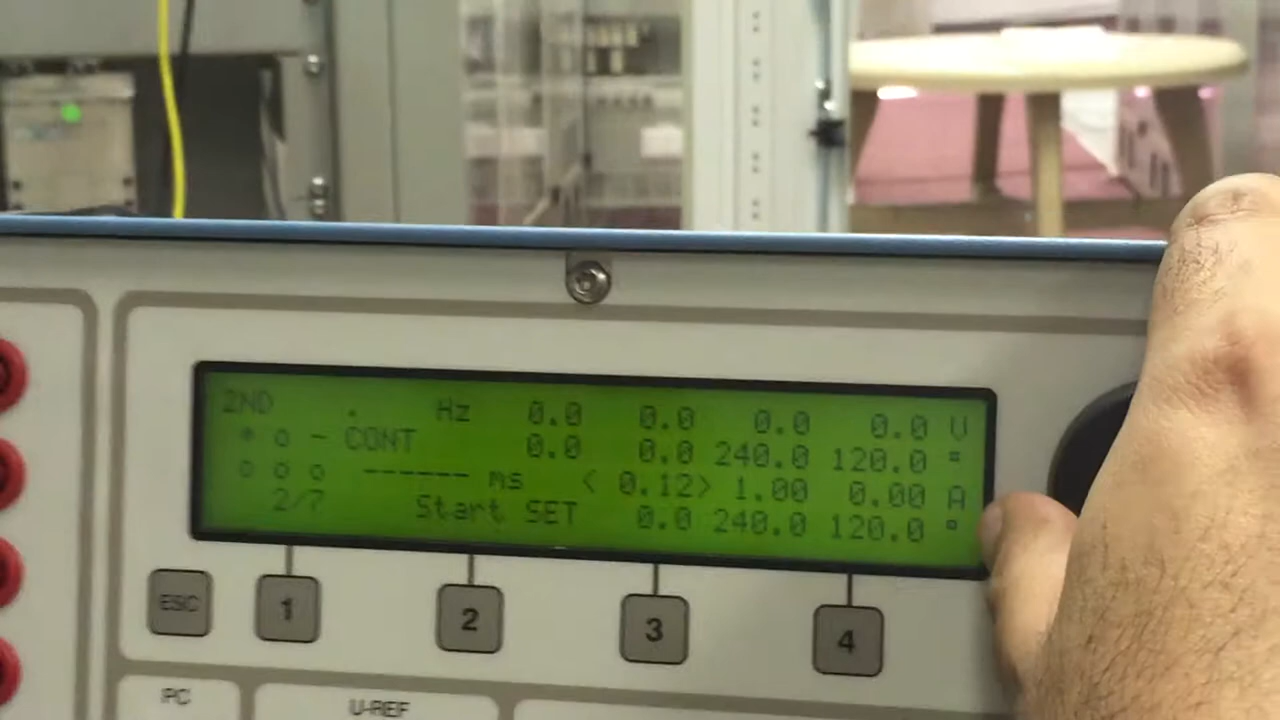 2ND . Hz 0.0 0.0 0.0 0.0 V
* o - CONT 0.0 0.0 240.0 120.0 °
o o o ------ ms < 0.12> 1.00 0.00 A
2/7 Start SET 0.0 240.0 120.0 °
ESC 1 2 3 4
PC U-REF